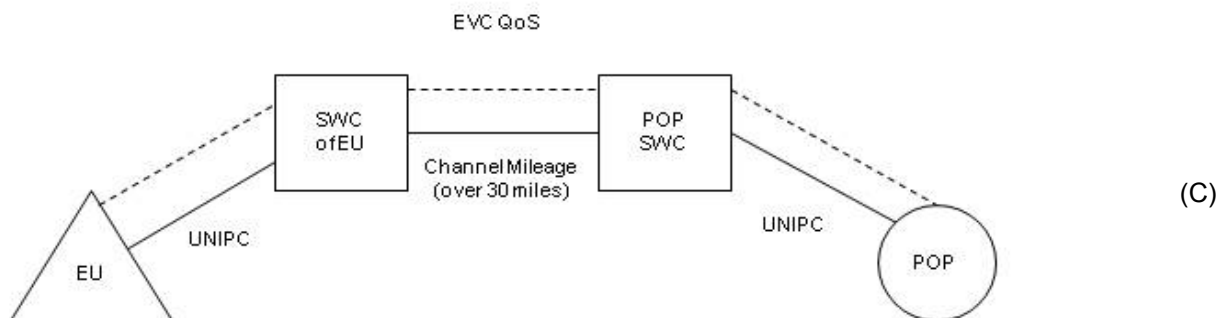 EVC QoS
SWC
of EU
POP
SWC
Channel Mileage
(over 30 miles)
(C)
UNIPC
UNIPC
EU
POP